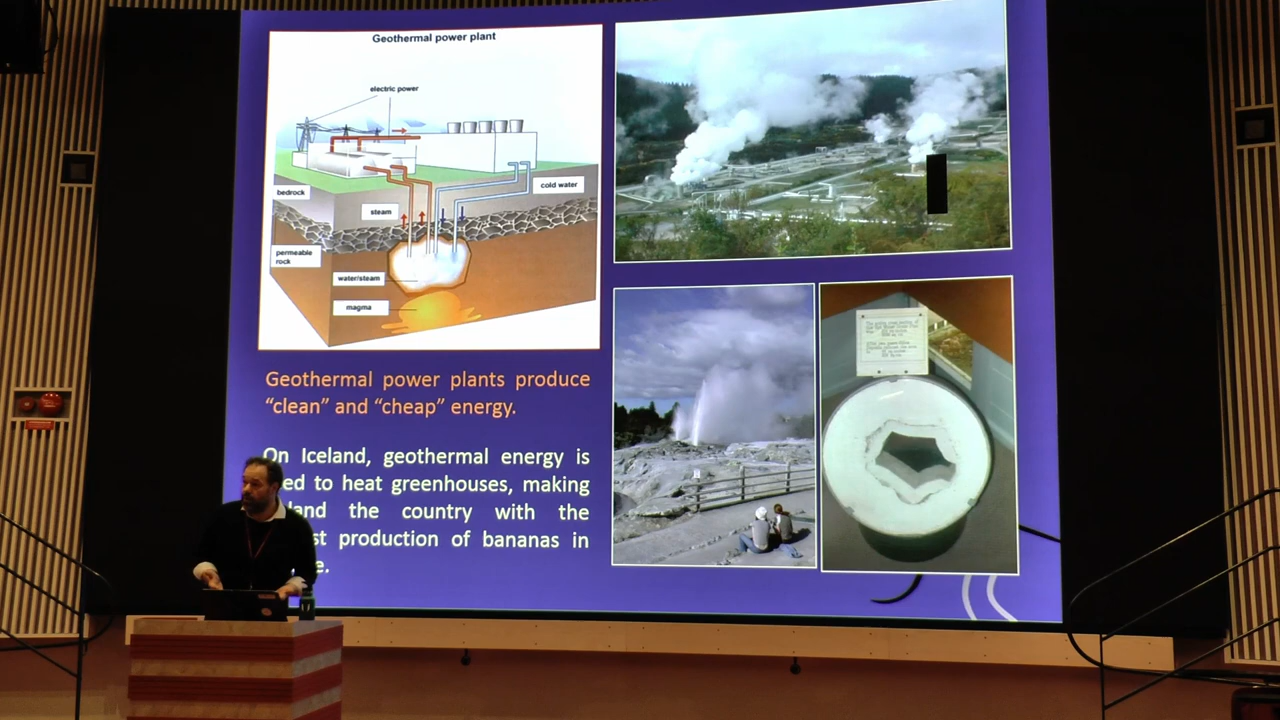 Geothermal power plant
electric power
bedrock
cold water
steam
permeable
rock
water/steam
magma
Geothermal power plants produce
“clean” and “cheap” energy.
On Iceland, geothermal energy is
ed to heat greenhouses, making
land the country with the
st production of bananas in
e.